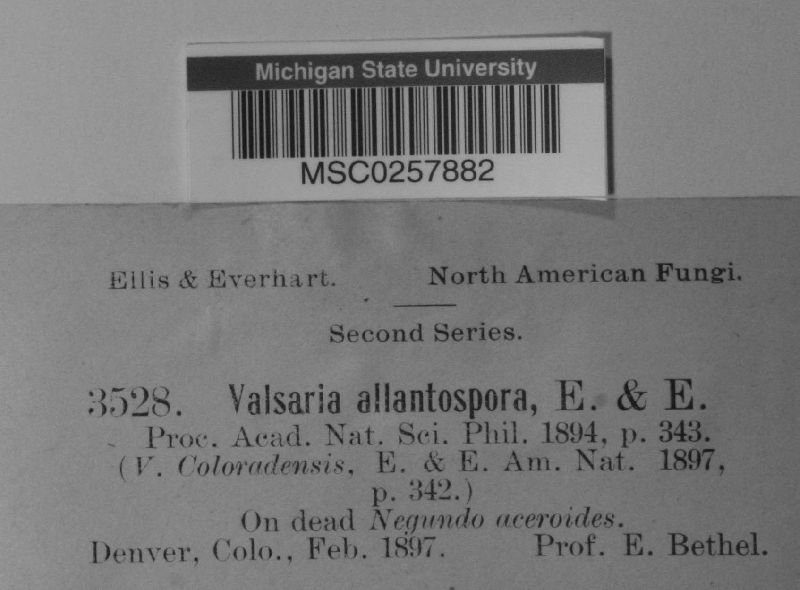 Michigan State University
MSC0257882
Ellis & Everhart. North American Fungi.
Second Series.
3528. Valsaria allantospora, E. & E.
Proc. Acad. Nat. Sci. Phil. 1894, p. 343.
(V. Coloradensis, E. & E. Am. Nat. 1897,
p. 342.)
On dead Negundo aceroides.
Denver, Colo., Feb. 1897. Prof. E. Bethel.